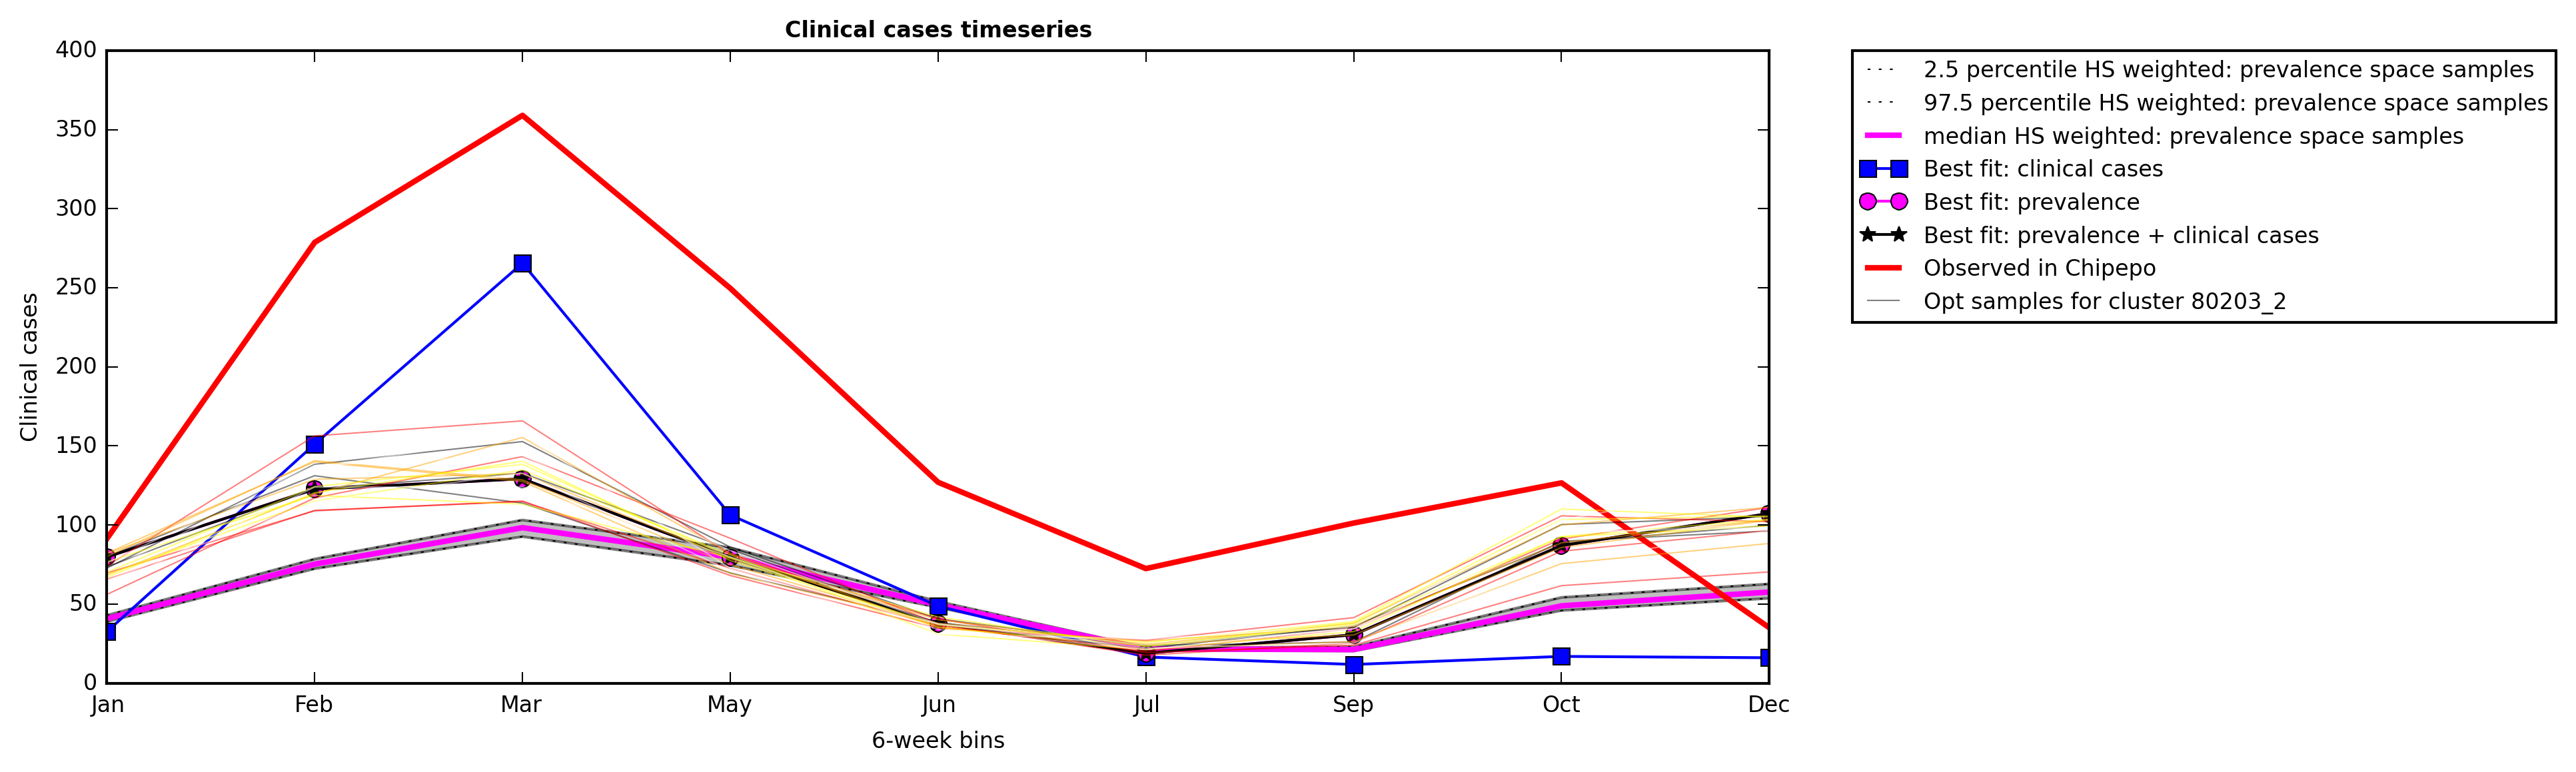 Clinical cases timeseries
400
350
300
250
200
150
100
50
0
Clinical cases
Jan Feb Mar May Jun Jul Sep Oct Dec
6-week bins
2.5 percentile HS weighted: prevalence space samples
97.5 percentile HS weighted: prevalence space samples
median HS weighted: prevalence space samples
Best fit: clinical cases
Best fit: prevalence
Best fit: prevalence + clinical cases
Observed in Chipepo
Opt samples for cluster 80203_2